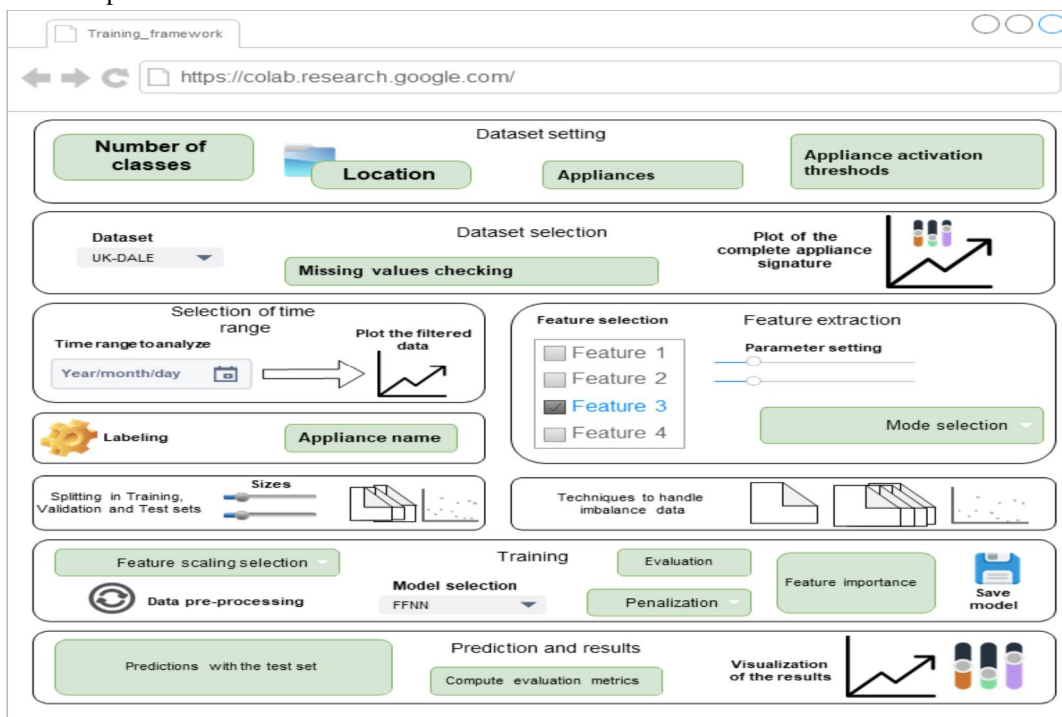 Training_framework
https://colab.research.google.com/
Dataset setting
Number of
classes
Location
Appliances
Appliance activation
threshods
Dataset selection
Dataset
UK-DALE
Missing values checking
Plot of the
complete appliance
signature
Selection of time
range
Time range to analyze
Year/month/day
Plot the filtered
data
Feature selection
Feature 1
Feature 2
Feature 3
Feature 4
Feature extraction
Parameter setting
Mode selection
Labeling
Appliance name
Splitting in Training,
Validation and Test sets
Sizes
Techniques to handle
imbalance data
Training
Feature scaling selection
Data pre-processing
Model selection
FFNN
Evaluation
Penalization
Feature importance
Save
model
Prediction and results
Predictions with the test set
Compute evaluation metrics
Visualization
of the results